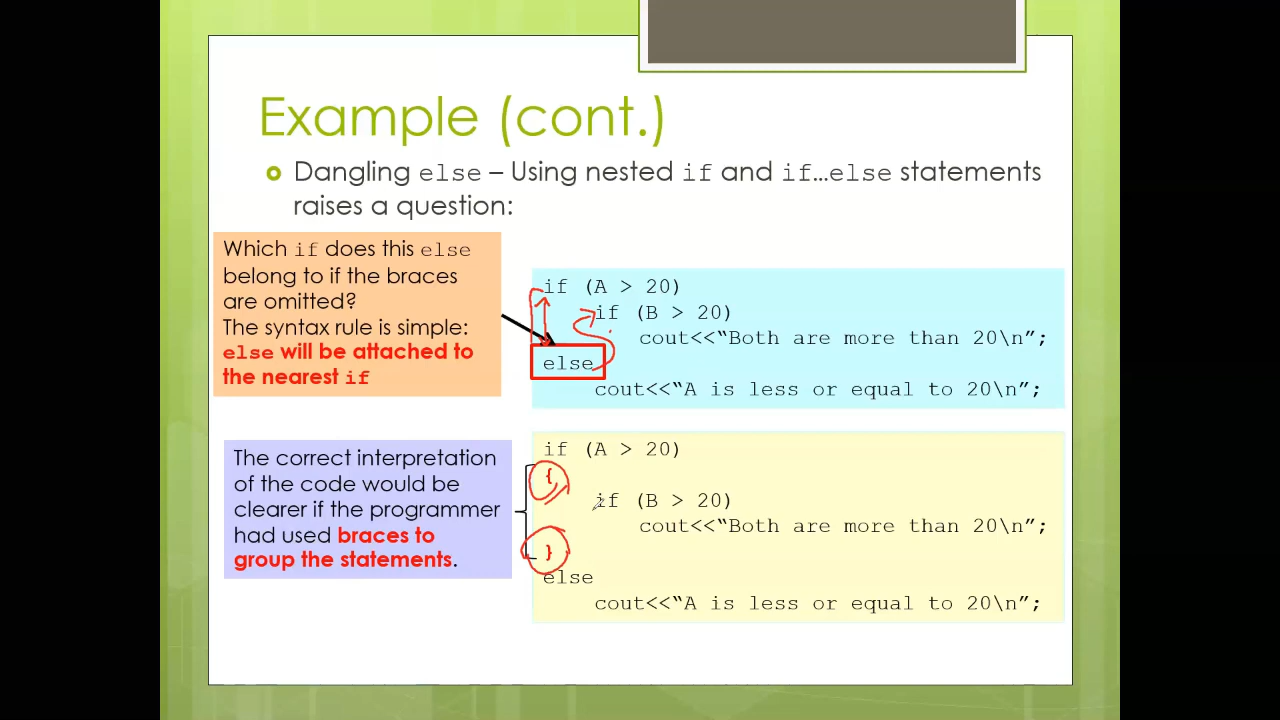 Example (cont.)
Dangling else – Using nested if and if…else statements
raises a question:
Which if does this else
belong to if the braces
are omitted?
The syntax rule is simple:
else will be attached to
the nearest if
if (A > 20)
if (B > 20)
cout<<“Both are more than 20\n”;
else
cout<<“A is less or equal to 20\n”;
The correct interpretation
of the code would be
clearer if the programmer
had used braces to
group the statements.
if (A > 20)
{
if (B > 20)
cout<<“Both are more than 20\n”;
}
else
cout<<“A is less or equal to 20\n”;